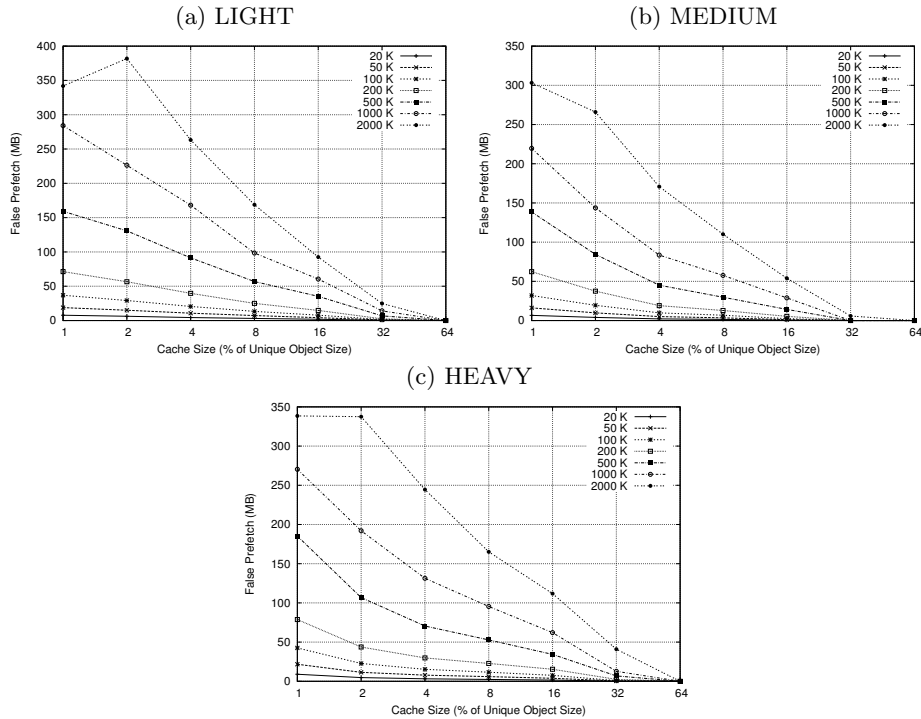 (a) LIGHT
400
350
300
250
200
150
100
50
0
False Prefetch (MB)
20 K
50 K
100 K
200 K
500 K
1000 K
2000 K
1 2 4 8 16 32 64
Cache Size (% of Unique Object Size)
(b) MEDIUM
350
300
250
200
150
100
50
0
False Prefetch (MB)
20 K
50 K
100 K
200 K
500 K
1000 K
2000 K
1 2 4 8 16 32 64
Cache Size (% of Unique Object Size)
(c) HEAVY
350
300
250
200
150
100
50
0
False Prefetch (MB)
20 K
50 K
100 K
200 K
500 K
1000 K
2000 K
1 2 4 8 16 32 64
Cache Size (% of Unique Object Size)